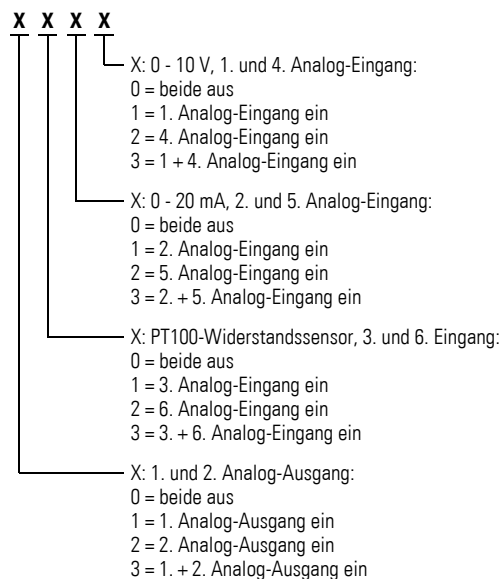 X X X X
X: 0 - 10 V, 1. und 4. Analog-Eingang:
0 = beide aus
1 = 1. Analog-Eingang ein
2 = 4. Analog-Eingang ein
3 = 1 + 4. Analog-Eingang ein
X: 0 - 20 mA, 2. und 5. Analog-Eingang:
0 = beide aus
1 = 2. Analog-Eingang ein
2 = 5. Analog-Eingang ein
3 = 2. + 5. Analog-Eingang ein
X: PT100-Widerstandssensor, 3. und 6. Eingang:
0 = beide aus
1 = 3. Analog-Eingang ein
2 = 6. Analog-Eingang ein
3 = 3. + 6. Analog-Eingang ein
X: 1. und 2. Analog-Ausgang:
0 = beide aus
1 = 1. Analog-Ausgang ein
2 = 2. Analog-Ausgang ein
3 = 1. + 2. Analog-Ausgang ein